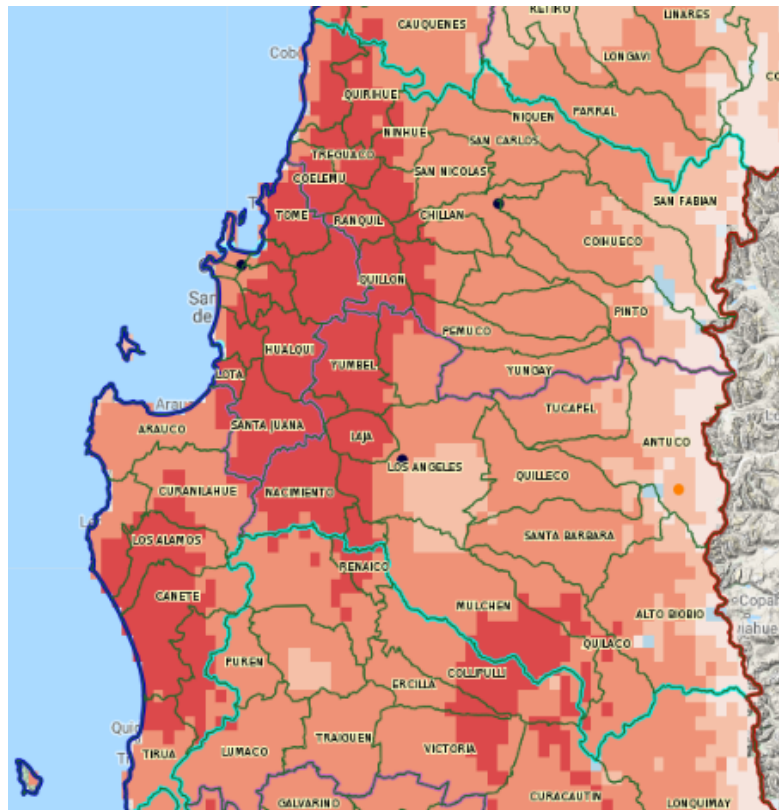 RETIRO
LINARES
CAUQUENES
LONGAVI
QUIRIHUE
PARRAL
NIQUEN
NINHUE
SAN CARLOS
TREGUACO
COELEMU
SAN NICOLAS
SAN FABIAN
TOME
RANQUIL
CHILLAN
COIHUECO
QUILLON
San
de
PINTO
PEMUCO
HUALQUI
YUMBEL
YUNGAY
LOTA
TUCAPEL
SANTA JUANA
ARAUCO
LAJA
ANTUCO
LOS ANGELES
QUILLECO
CURANILAHUE
NACIMIENTO
LOS ALAMOS
SANTA BARBARA
RENAICO
CANETE
MULCHEN
ALTO BIOBIO
QUILACO
PUREN
COLLIPULLI
ERCILLA
TRAIGUEN
TIRUA
LUMACO
VICTORIA
CURACAUTIN
GALVARINO
LONQUIMAY